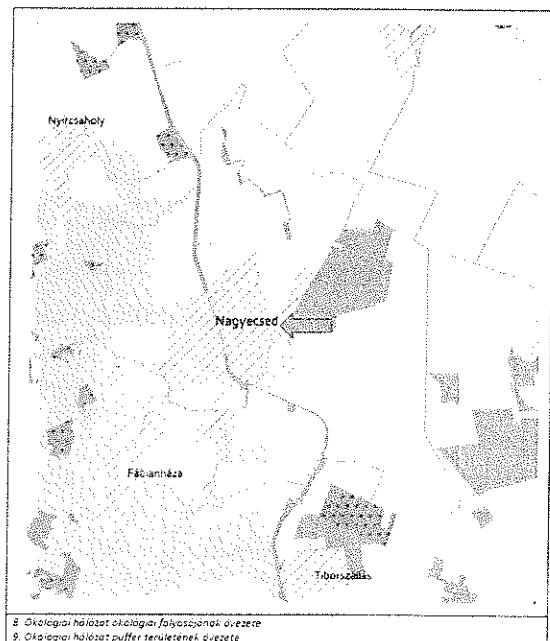 Nyírcsaholy
Nagyecsed
Fábiánháza
Tiborszállás
8. Ökológiai hálózat ökológiai folyosójának övezete
9. Ökológiai hálózat puffer területének övezete